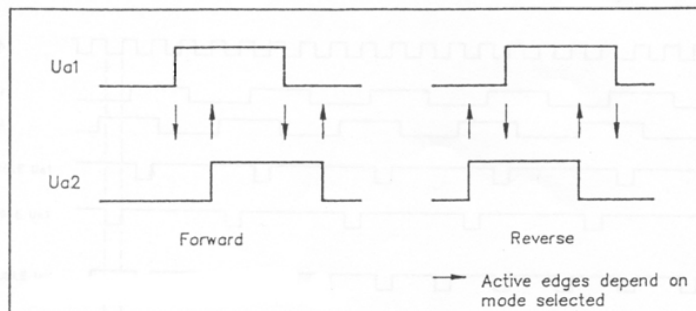 Ua1
Ua2
Forward
Reverse
Active edges depend on
mode selected